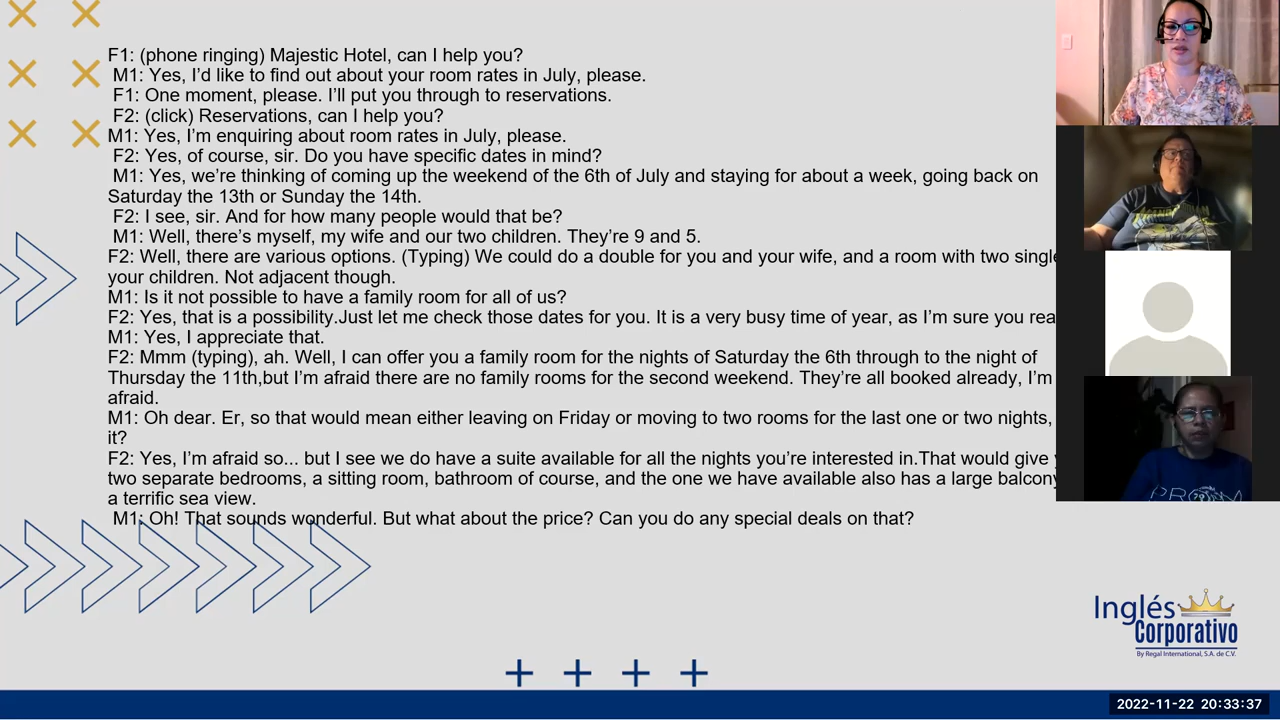 F1: (phone ringing) Majestic Hotel, can I help you?
M1: Yes, I’d like to find out about your room rates in July, please.
F1: One moment, please. I’ll put you through to reservations.
F2: (click) Reservations, can I help you?
M1: Yes, I’m enquiring about room rates in July, please.
F2: Yes, of course, sir. Do you have specific dates in mind?
M1: Yes, we’re thinking of coming up the weekend of the 6th of July and staying for about a week, going back on
Saturday the 13th or Sunday the 14th.
F2: I see, sir. And for how many people would that be?
M1: Well, there’s myself, my wife and our two children. They’re 9 and 5.
F2: Well, there are various options. (Typing) We could do a double for you and your wife, and a room with two
your children. Not adjacent though.
M1: Is it not possible to have a family room for all of us?
F2: Yes, that is a possibility.Just let me check those dates for you. It is a very busy time of year, as I’m sure you
M1: Yes, I appreciate that.
F2: Mmm (typing), ah. Well, I can offer you a family room for the nights of Saturday the 6th through to the night of
Thursday the 11th,but I’m afraid there are no family rooms for the second weekend. They’re all booked already, I’m
afraid.
M1: Oh dear. Er, so that would mean either leaving on Friday or moving to two rooms for the last one or two nights,
it?
F2: Yes, I’m afraid so... but I see we do have a suite available for all the nights you’re interested in.That would give
two separate bedrooms, a sitting room, bathroom of course, and the one we have available also has a large balcony
a terrific sea view.
M1: Oh! That sounds wonderful. But what about the price? Can you do any special deals on that?
Inglés
Corporativo
By Regal International, S.A. de C.V.
2022-11-22 20:33:37